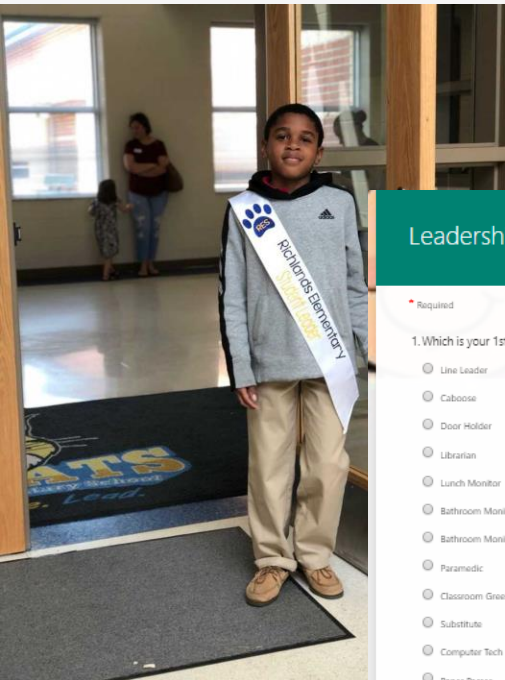 RES
Richlands Elementary
Student Leader
Lead.
Leadersh
* Required
1. Which is your 1st
Line Leader
Caboose
Door Holder
Librarian
Lunch Monitor
Bathroom Moni
Bathroom Moni
Paramedic
Classroom Gree
Substitute
Computer Tech